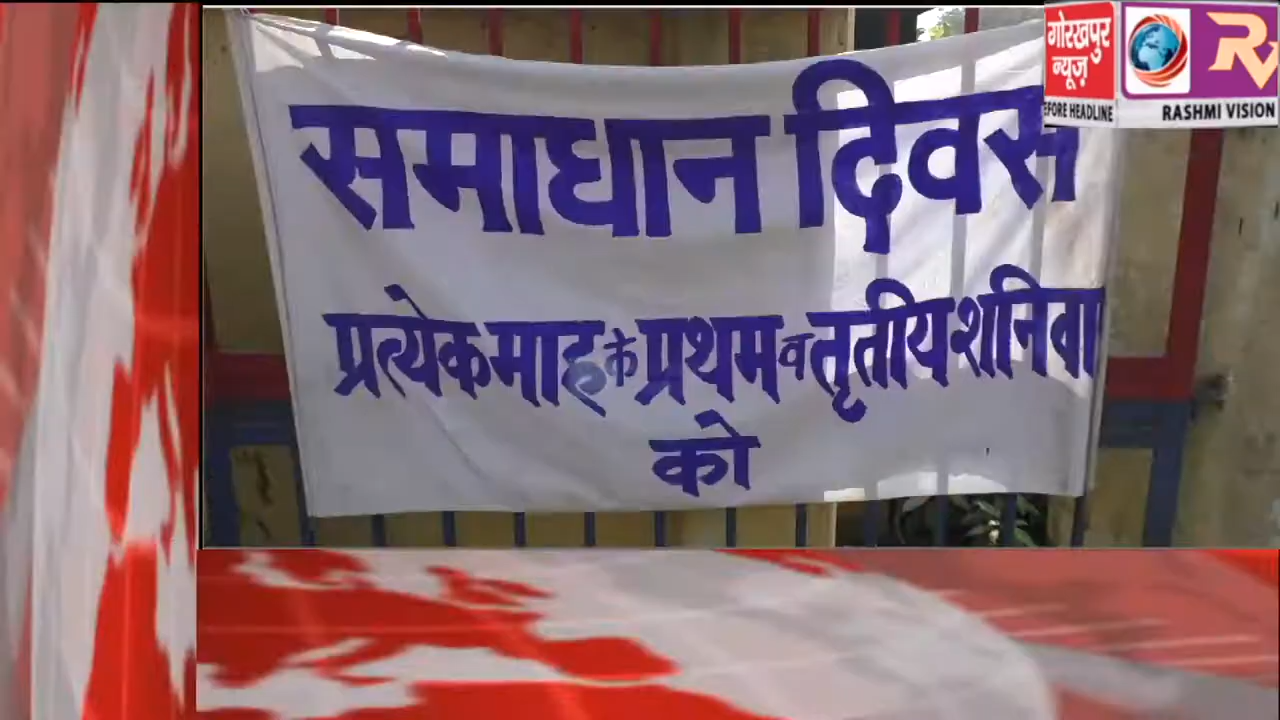 समाधान दिवस
प्रत्येक माह के प्रथम व तृतीय शनिवा
को
गोरखपुर
न्यूज़
EFORE HEADLINE
RV
RASHMI VISION